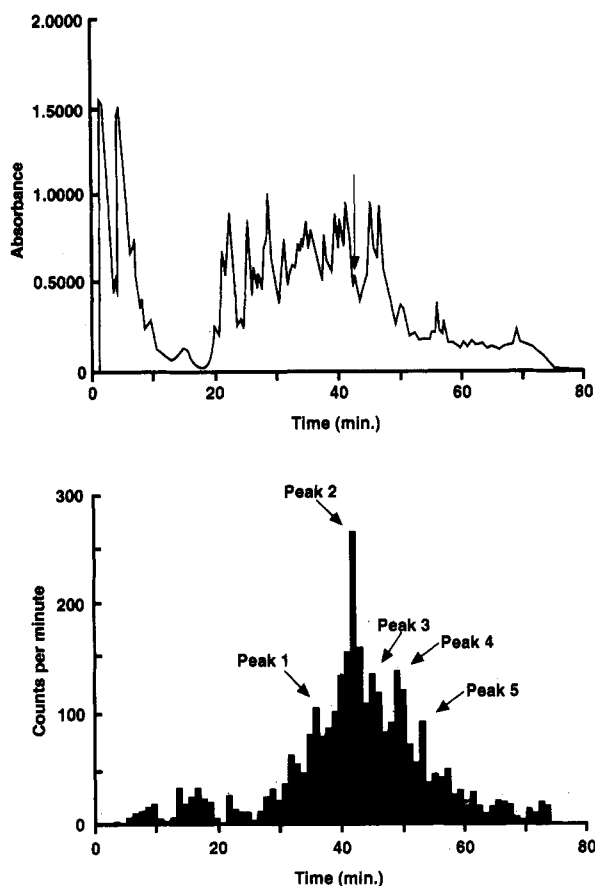 2.0000
1.5000
1.0000
0.5000
0
Absorbance
0 20 40 60 80
Time (min.)
300
200
100
0
Counts per minute
Peak 2
Peak 3
Peak 4
Peak 1
Peak 5
0 20 40 60 80
Time (min.)